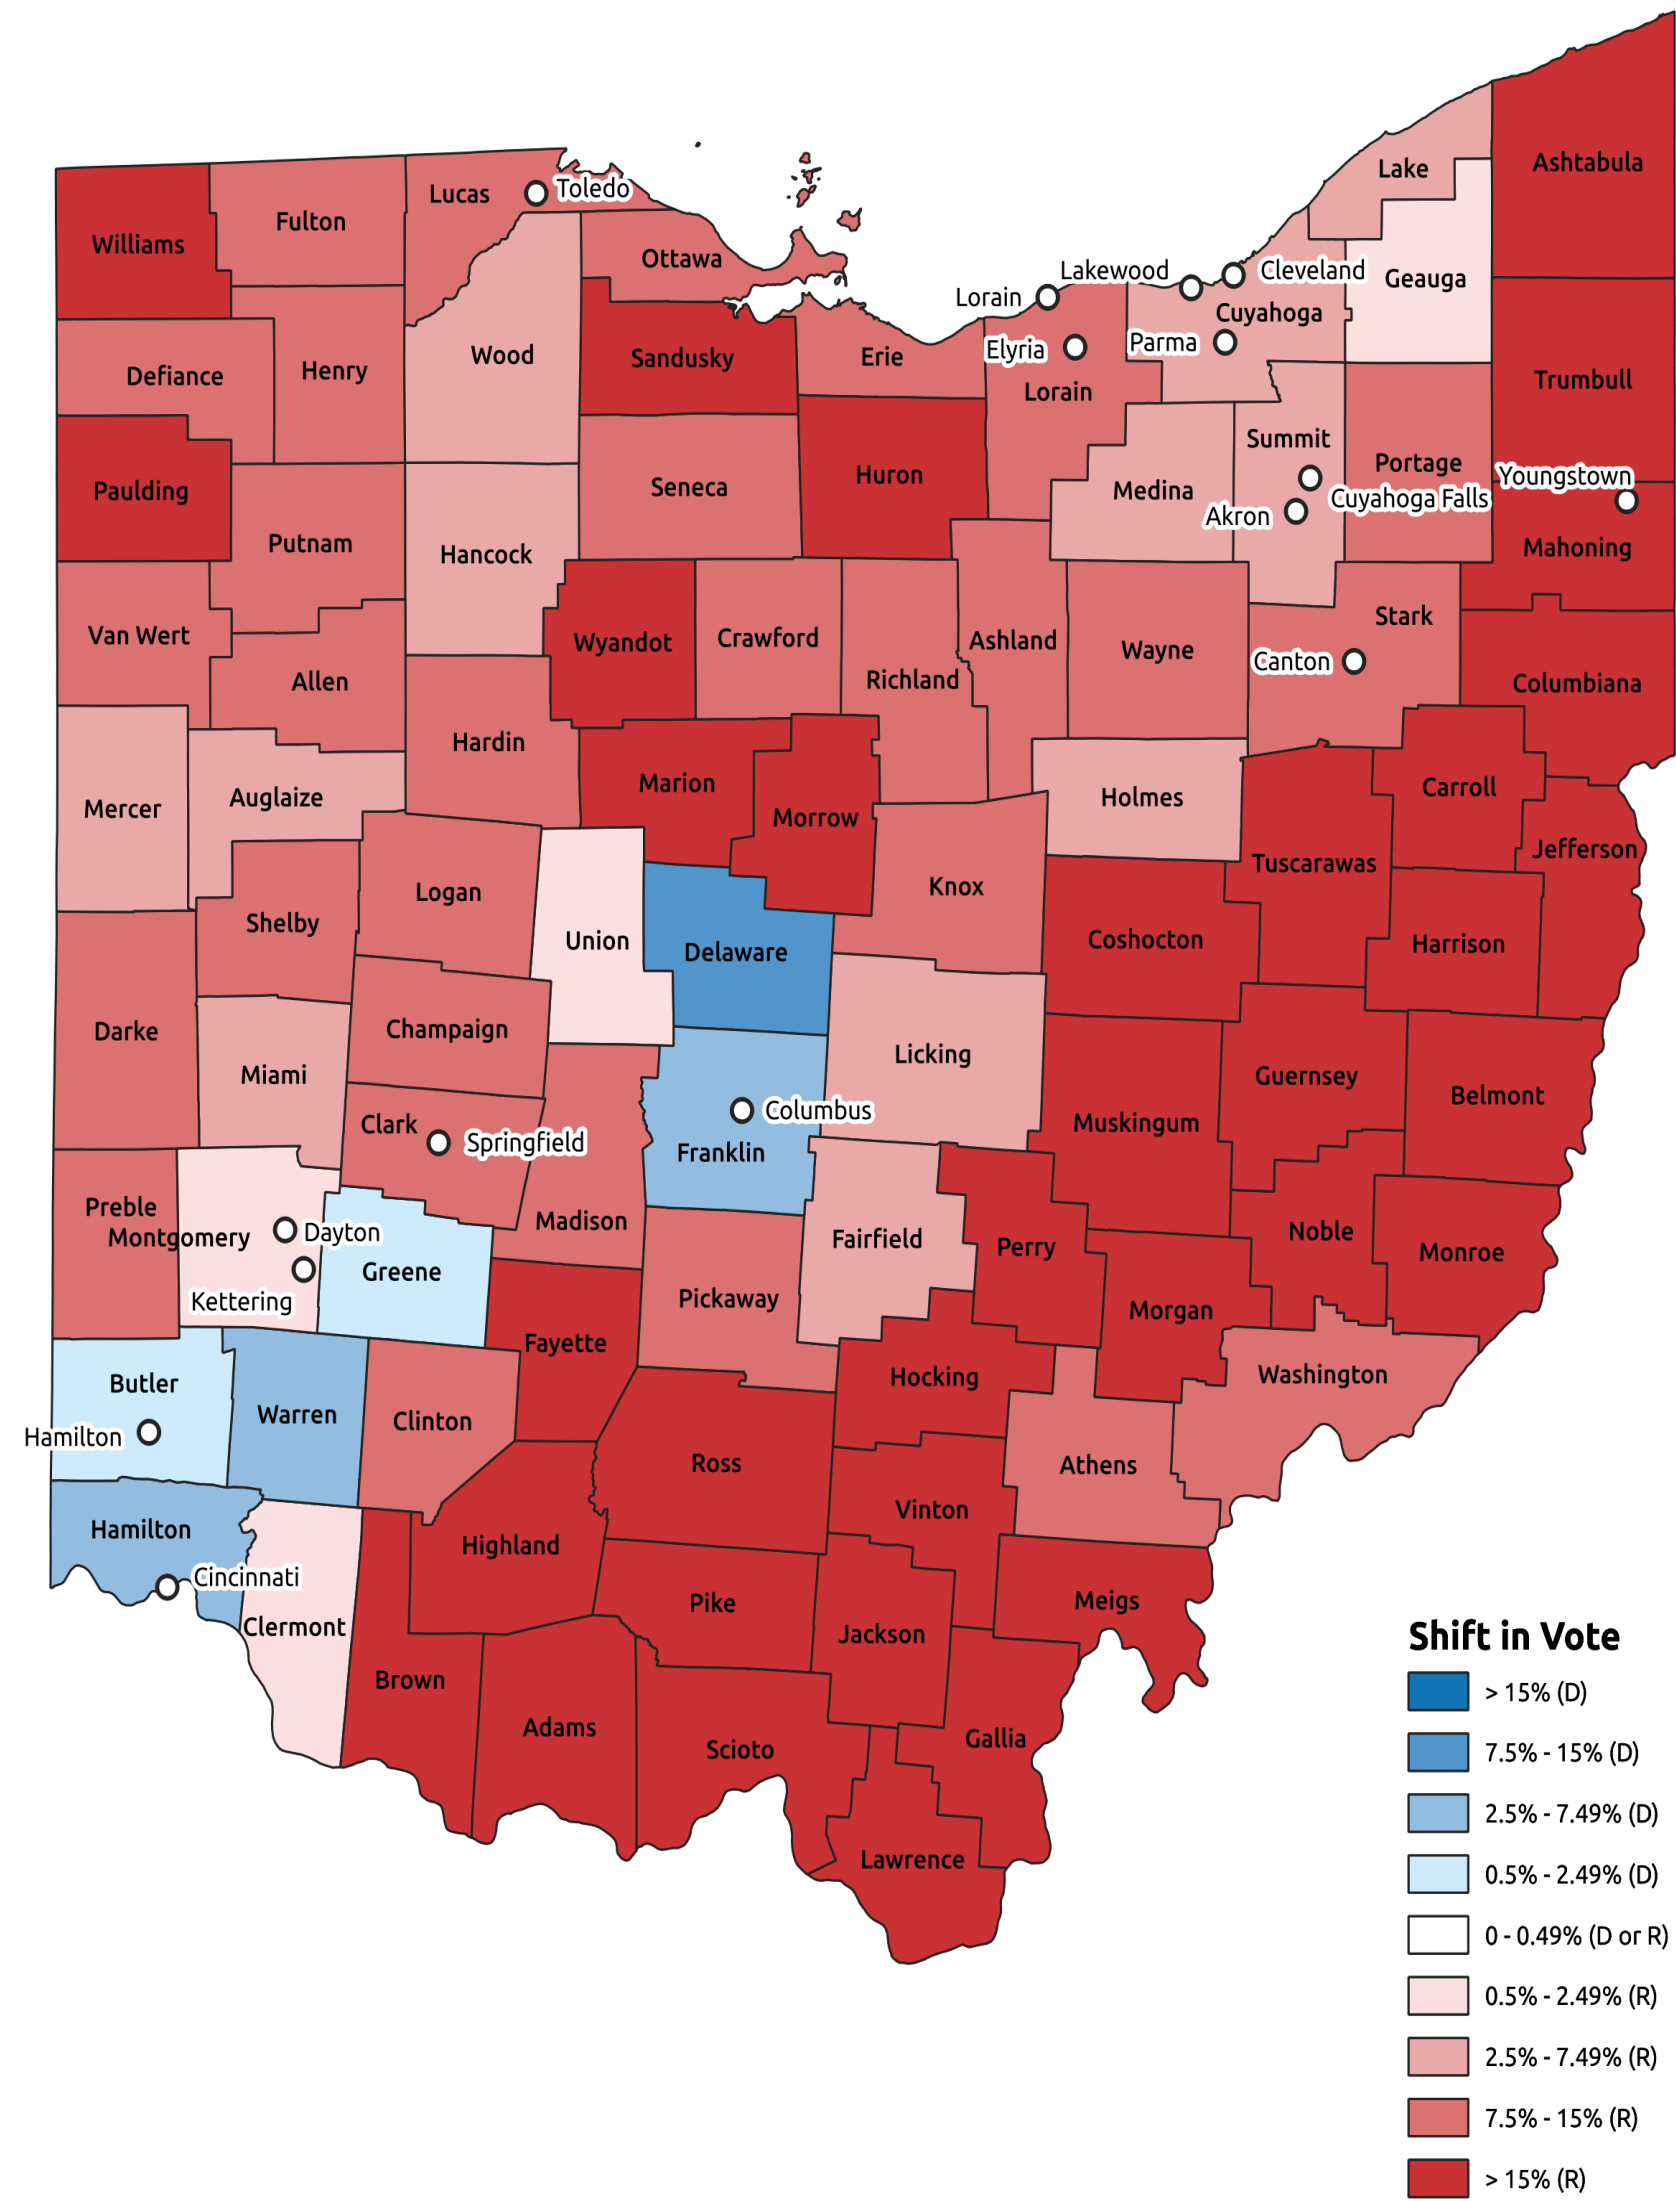 Ashtabula
Lake
Lucas
Toledo
Fulton
Williams
Ottawa
Lakewood
Cleveland
Geauga
Lorain
Cuyahoga
Elyria
Parma
Wood
Sandusky
Erie
Henry
Defiance
Trumbull
Lorain
Summit
Portage
Huron
Youngstown
Seneca
Paulding
Medina
Cuyahoga Falls
Akron
Putnam
Mahoning
Hancock
Stark
Van Wert
Crawford
Ashland
Wyandot
Wayne
Canton
Allen
Richland
Columbiana
Hardin
Marion
Carroll
Auglaize
Holmes
Mercer
Morrow
Jefferson
Tuscarawas
Knox
Logan
Shelby
Union
Coshocton
Harrison
Delaware
Darke
Champaign
Licking
Miami
Guernsey
Belmont
Columbus
Clark
Muskingum
Springfield
Franklin
Preble
Madison
Dayton
Montgomery
Fairfield
Noble
Perry
Monroe
Greene
Kettering
Pickaway
Morgan
Fayette
Washington
Hocking
Butler
Warren
Clinton
Hamilton
Ross
Athens
Vinton
Hamilton
Highland
Cincinnati
Pike
Meigs
Clermont
Jackson
Brown
Adams
Gallia
Scioto
Lawrence
Shift in Vote
> 15% (D)
7.5% - 15% (D)
2.5% - 7.49% (D)
0.5% - 2.49% (D)
0 - 0.49% (D or R)
0.5% - 2.49% (R)
2.5% - 7.49% (R)
7.5% - 15% (R)
> 15% (R)